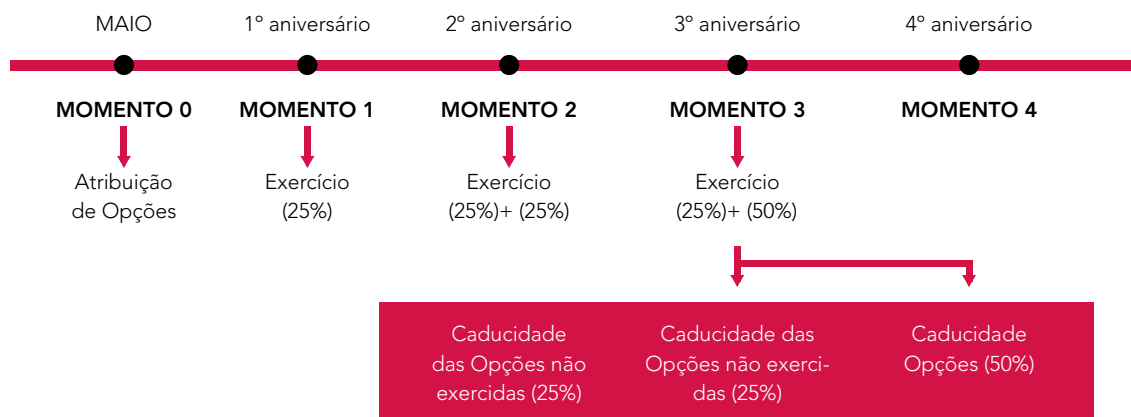 MAIO
1º aniversário
2º aniversário
3º aniversário
4º aniversário
MOMENTO 0
MOMENTO 1
MOMENTO 2
MOMENTO 3
MOMENTO 4
Atribuição
de Opções
Exercício
(25%)
Exercício
(25%)+ (25%)
Exercício
(25%)+ (50%)
Caducidade
das Opções não
exercidas (25%)
Caducidade das
Opções não exerci-
das (25%)
Caducidade
Opções (50%)